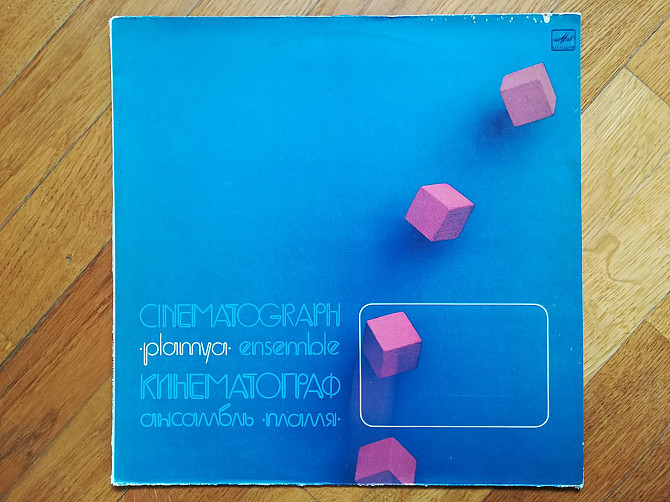 CINEMATOGRAPH
·plamya· ensemble
КИНЕМАТОГРАФ
ансамбль ·пламя·